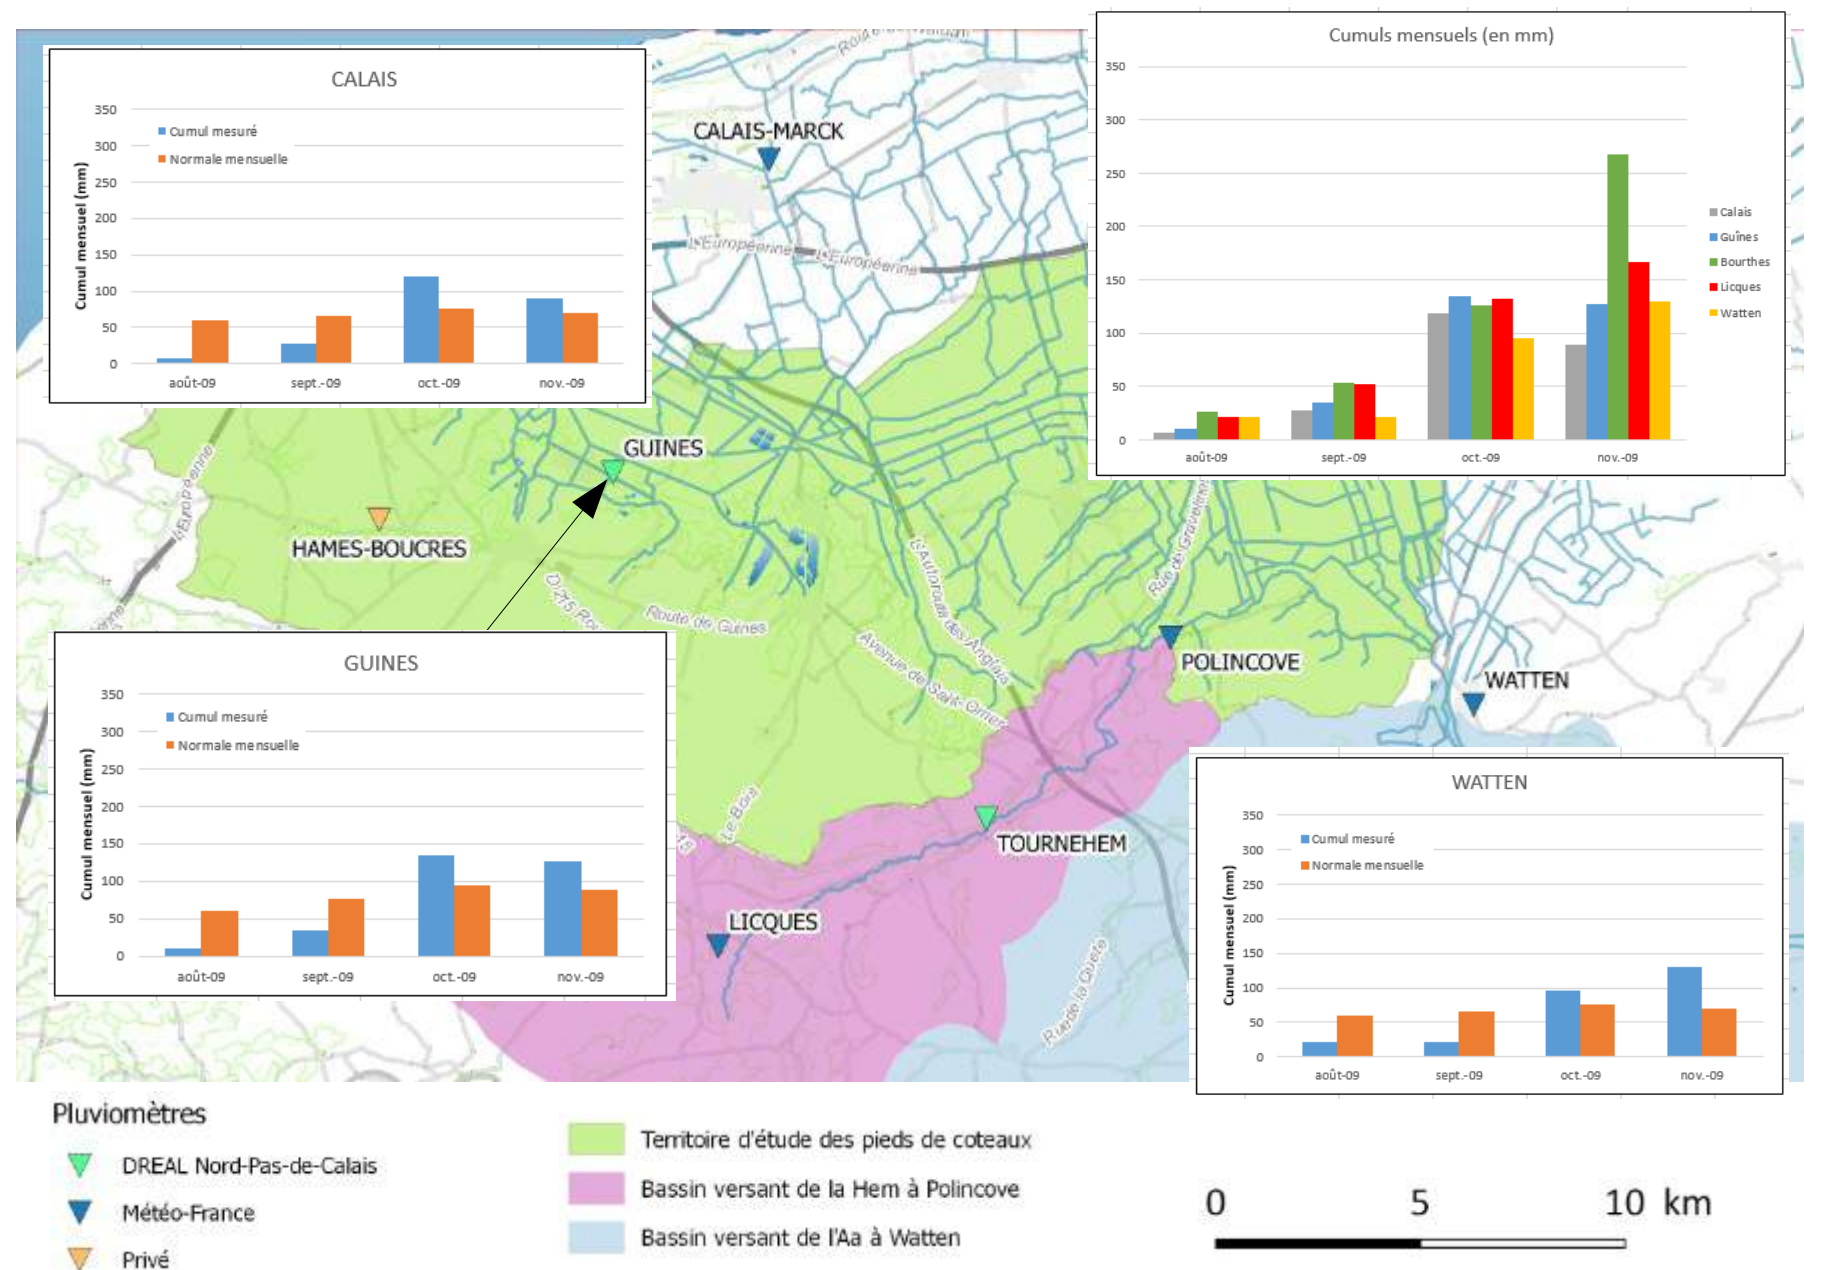 CALAIS
350
300
250
200
150
100
50
0
Cumul mensuel (mm)
Cumul mesuré
Normale mensuelle
août-09
sept.-09
oct.-09
nov.-09
Cumuls mensuels (en mm)
350
300
250
200
150
100
50
0
août-09
sept.-09
oct.-09
nov.-09
Calais
Guînes
Bourthes
Licques
Watten
CALAIS-MARCK
L'Européenne
L'Européenne
L'Européenne
GUINES
HAMES-BOUCRES
Route de Guines
L'Autoroute des Anglais
Avenue de Saint-Omer
POLINCOVE
WATTEN
TOURNEHEM
LICQUES
GUINES
350
300
250
200
150
100
50
0
Cumul mensuel (mm)
Cumul mesuré
Normale mensuelle
août-09
sept.-09
oct.-09
nov.-09
WATTEN
350
300
250
200
150
100
50
0
Cumul mensuel (mm)
Cumul mesuré
Normale mensuelle
août-09
sept.-09
oct.-09
nov.-09
Pluviomètres
DREAL Nord-Pas-de-Calais
Météo-France
Privé
Territoire d'étude des pieds de coteaux
Bassin versant de la Hem à Polincove
Bassin versant de l'Aa à Watten
0 5 10 km